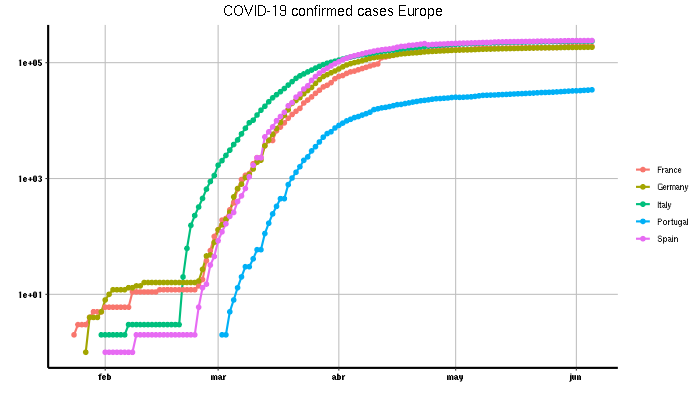 COVID-19 confirmed cases Europe
1e+05
1e+03
1e+01
feb mar abr may jun
France
Germany
Italy
Portugal
Spain